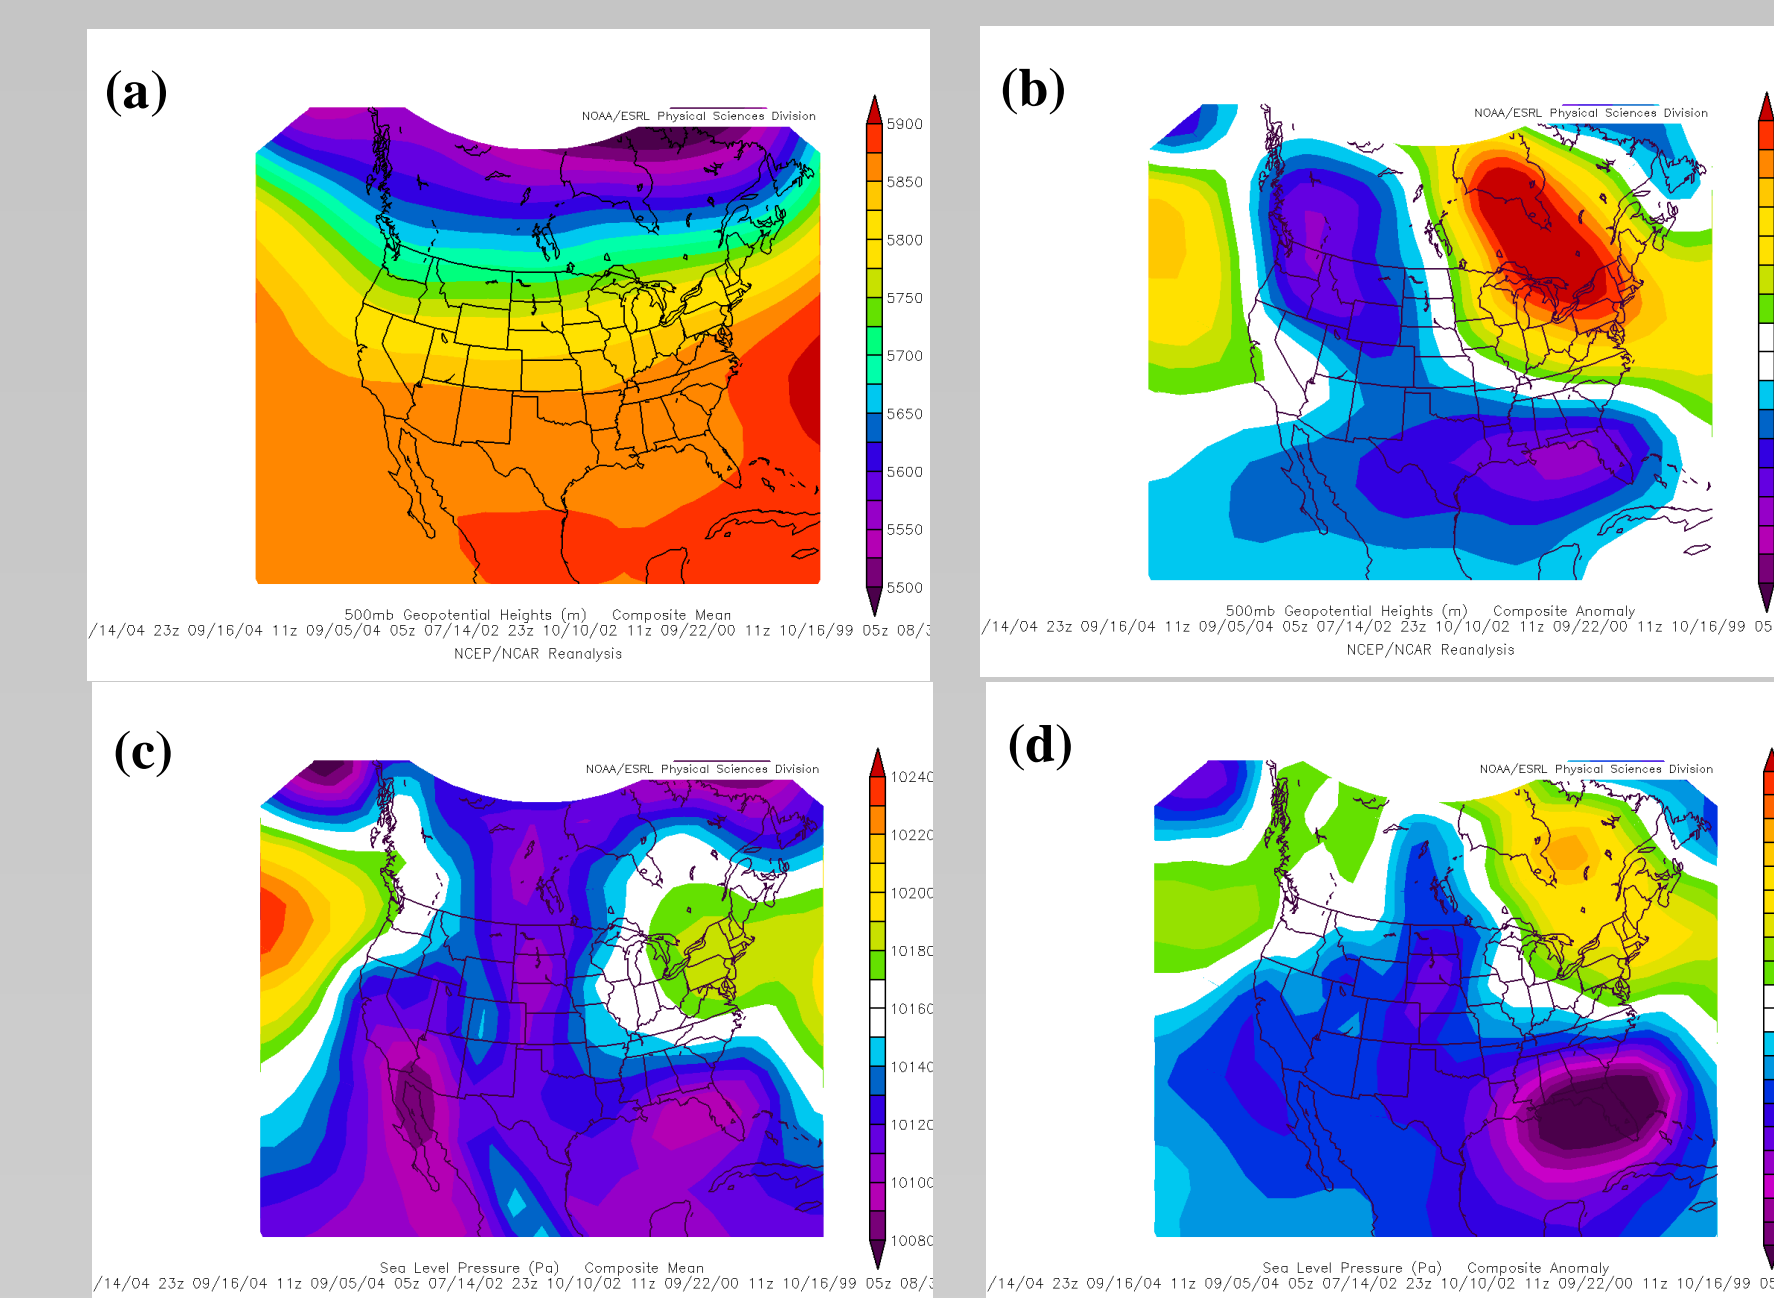 (a)
NOAA/ESRL Physical Sciences Division
5900
5850
5800
5750
5700
5650
5600
5550
5500
500mb Geopotential Heights (m) Composite Mean
/14/04 23z 09/16/04 11z 09/05/04 05z 07/14/02 23z 10/10/02 11z 09/22/00 11z 10/16/99 05z 08/3
NCEP/NCAR Reanalysis
(b)
NOAA/ESRL Physical Sciences Division
500mb Geopotential Heights (m) Composite Anomaly
/14/04 23z 09/16/04 11z 09/05/04 05z 07/14/02 23z 10/10/02 11z 09/22/00 11z 10/16/99 05
NCEP/NCAR Reanalysis
(c)
NOAA/ESRL Physical Sciences Division
10240
10220
10200
10180
10160
10140
10120
10100
10080
Sea Level Pressure (Pa) Composite Mean
/14/04 23z 09/16/04 11z 09/05/04 05z 07/14/02 23z 10/10/02 11z 09/22/00 11z 10/16/99 05z 08/3
(d)
NOAA/ESRL Physical Sciences Division
Sea Level Pressure (Pa) Composite Anomaly
/14/04 23z 09/16/04 11z 09/05/04 05z 07/14/02 23z 10/10/02 11z 09/22/00 11z 10/16/99 05